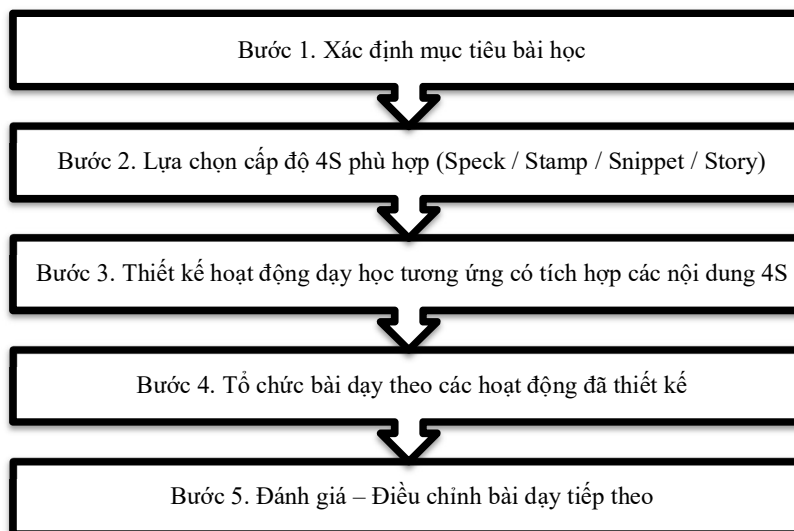 Bước 1. Xác định mục tiêu bài học
Bước 2. Lựa chọn cấp độ 4S phù hợp (Speck / Stamp / Snippet / Story)
Bước 3. Thiết kế hoạt động dạy học tương ứng có tích hợp các nội dung 4S
Bước 4. Tổ chức bài dạy theo các hoạt động đã thiết kế
Bước 5. Đánh giá – Điều chỉnh bài dạy tiếp theo